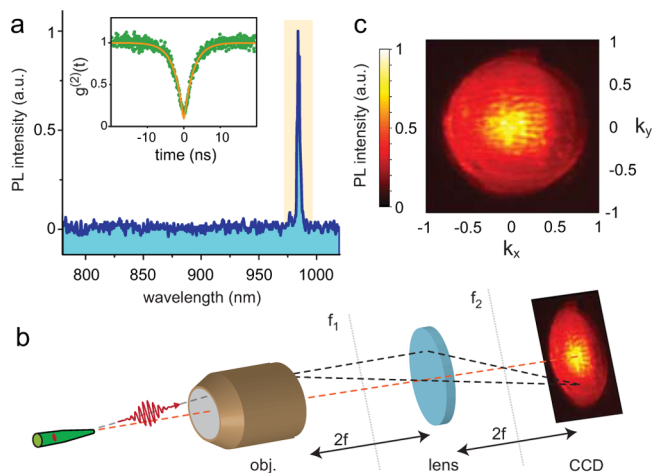 a
PL intensity (a.u.)
1
0.5
0
800
850
900
950
1000
wavelength (nm)
g(2)(t)
1
0.5
0
-10
0
10
time (ns)
c
PL intensity (a.u.)
1
0.5
0
1
0.5
0
-0.5
-1
ky
-1
-0.5
0
0.5
1
kx
b
f1
f2
2f
2f
obj.
lens
CCD